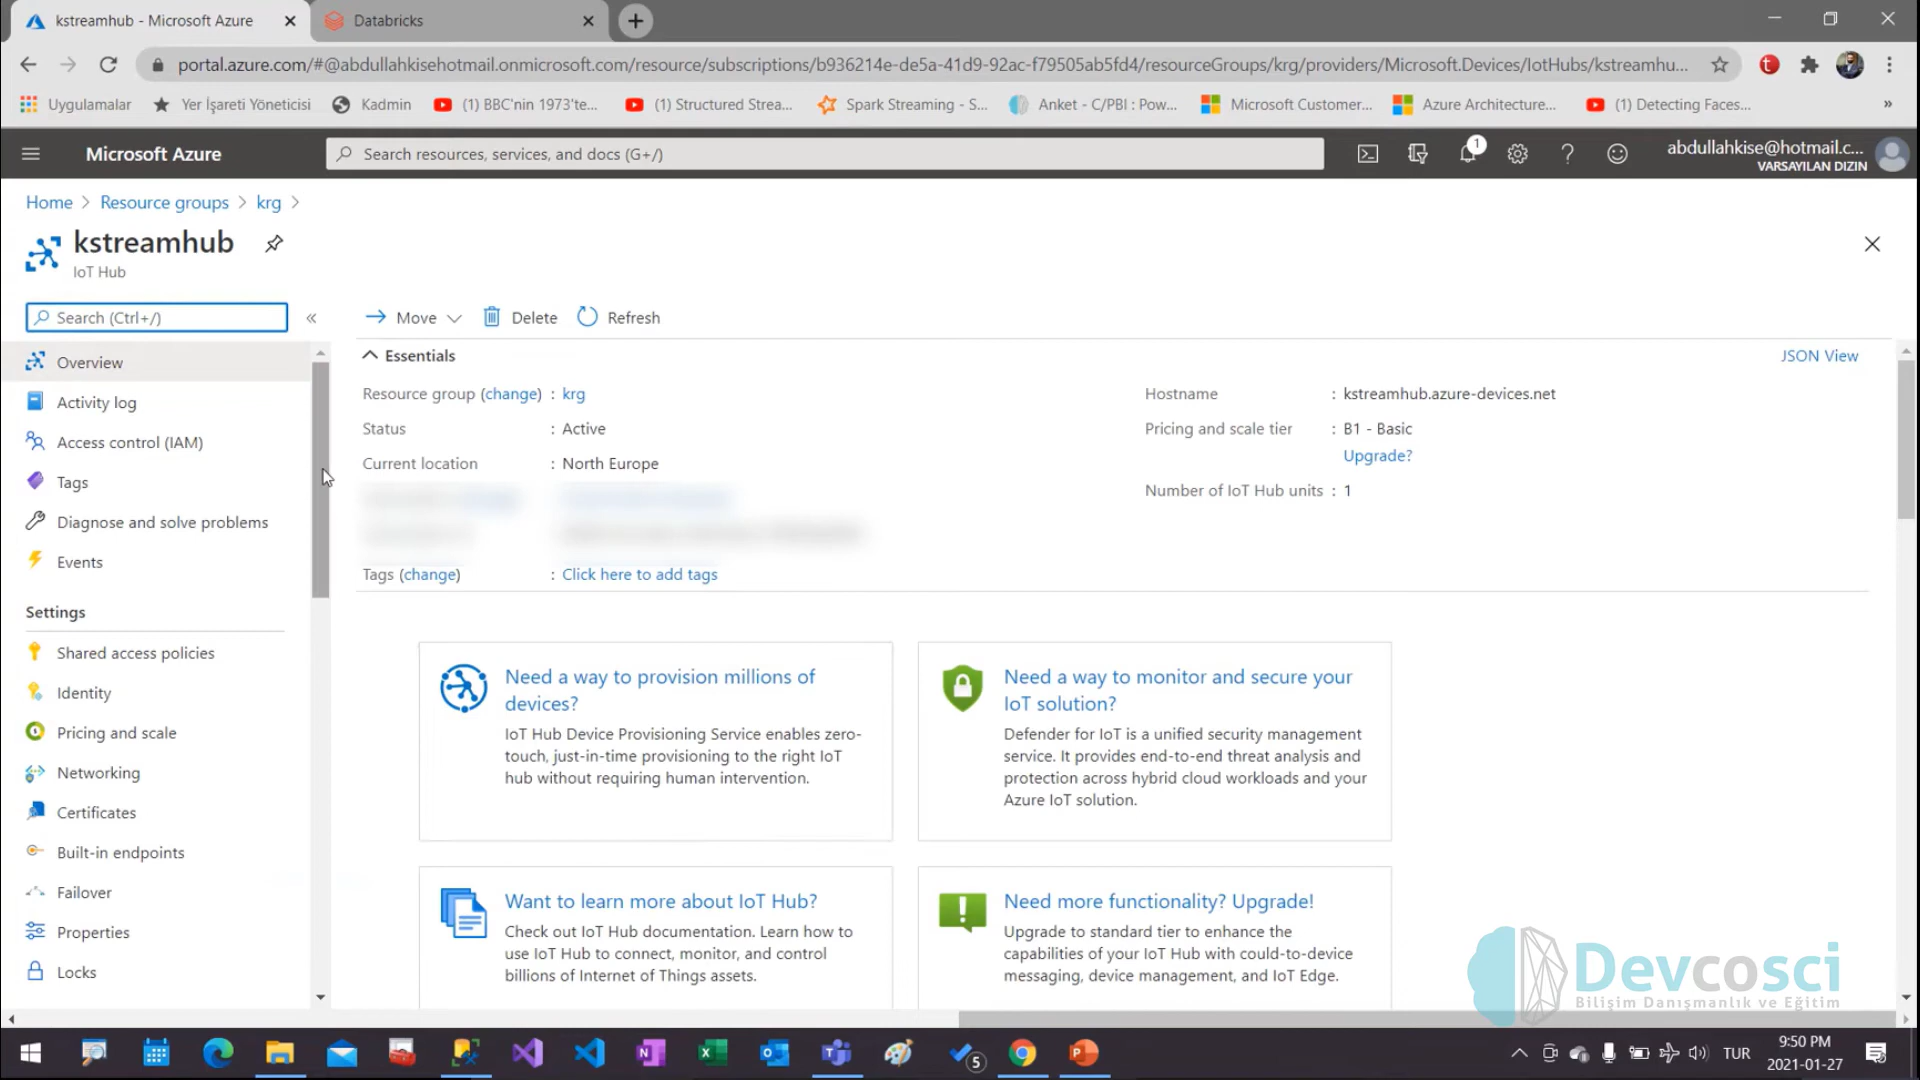 kstreamhub - Microsoft Azure
Databricks
portal.azure.com/#@abdullahkisehotmail.onmicrosoft.com/resource/subscriptions/b936214e-de5a-41d9-92ac-f79505ab5fd4/resourceGroups/krg/providers/Microsoft.Devices/IotHubs/kstreamhu...
Uygulamalar
Yer İşareti Yöneticisi
Kadmin
(1) BBC'nin 1973'te...
(1) Structured Strea...
Spark Streaming - S...
Anket - C/PBI : Pow...
Microsoft Customer...
Azure Architecture...
(1) Detecting Faces...
»
Microsoft Azure
Search resources, services, and docs (G+/)
1
abdullahkise@hotmail.c...
VARSAYILAN DIZIN
Home > Resource groups > krg >
kstreamhub
IoT Hub
Search (Ctrl+/)
«
Move
Delete
Refresh
Overview
Activity log
Access control (IAM)
Tags
Diagnose and solve problems
Events
Settings
Shared access policies
Identity
Pricing and scale
Networking
Certificates
Built-in endpoints
Failover
Properties
Locks
Essentials
JSON View
Resource group (change) : krg
Status : Active
Current location : North Europe
Tags (change) : Click here to add tags
Hostname : kstreamhub.azure-devices.net
Pricing and scale tier : B1 - Basic
Upgrade?
Number of IoT Hub units : 1
Need a way to provision millions of
devices?
IoT Hub Device Provisioning Service enables zero-
touch, just-in-time provisioning to the right IoT
hub without requiring human intervention.
Need a way to monitor and secure your
IoT solution?
Defender for IoT is a unified security management
service. It provides end-to-end threat analysis and
protection across hybrid cloud workloads and your
Azure IoT solution.
Want to learn more about IoT Hub?
Check out IoT Hub documentation. Learn how to
use IoT Hub to connect, monitor, and control
billions of Internet of Things assets.
Need more functionality? Upgrade!
Upgrade to standard tier to enhance the
capabilities of your IoT Hub with could-to-device
messaging, device management, and IoT Edge.
Devcosci
Bilişim Danışmanlık ve Eğitim
5
TUR
9:50 PM
2021-01-27